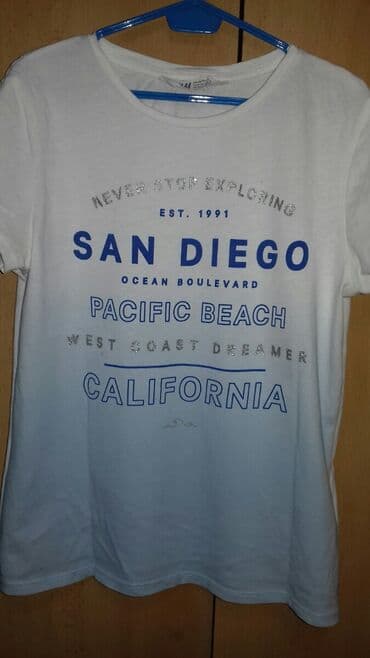 NEVER STOP EXPLORING
EST. 1991
SAN DIEGO
OCEAN BOULEVARD
PACIFIC BEACH
WEST COAST DREAMER
CALIFORNIA